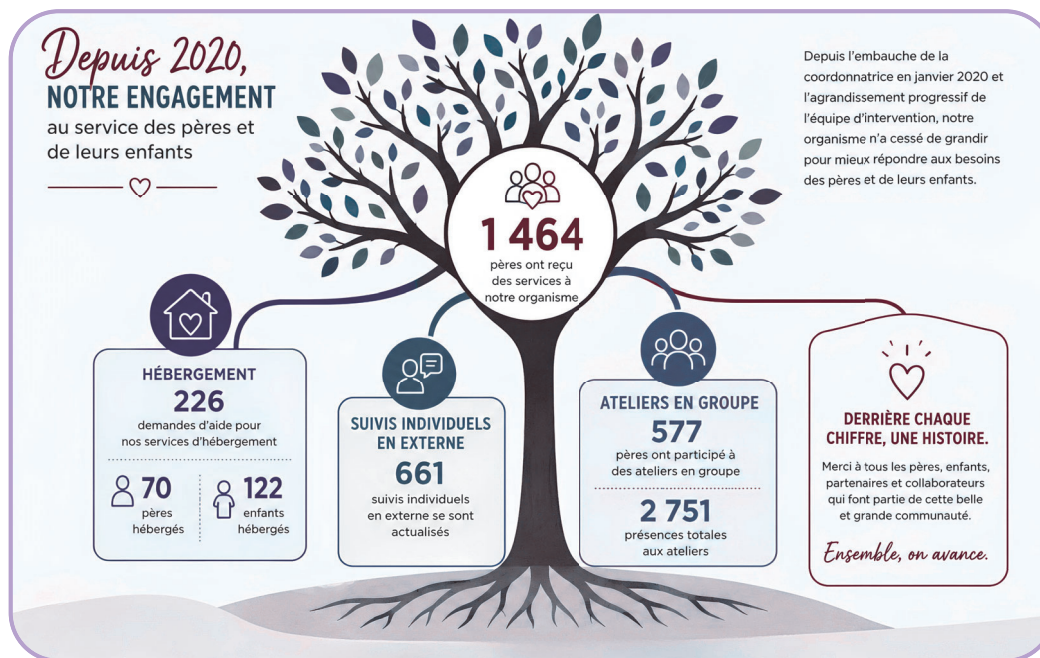 Depuis 2020,
NOTRE ENGAGEMENT
au service des pères et
de leurs enfants
Depuis l'embauche de la
coordonnatrice en janvier 2020 et
l'agrandissement progressif de
l'équipe d'intervention, notre
organisme n'a cessé de grandir
pour mieux répondre aux besoins
des pères et de leurs enfants.
1 464
pères ont reçu
des services à
notre organisme
HÉBERGEMENT
226
demandes d'aide pour
nos services d'hébergement
70
pères
hébergés
122
enfants
hébergés
SUIVIS INDIVIDUELS
EN EXTERNE
661
suivis individuels
en externe se sont
actualisés
ATELIERS EN GROUPE
577
pères ont participé à
des ateliers en groupe
2 751
présences totales
aux ateliers
DERRIÈRE CHAQUE
CHIFFRE, UNE HISTOIRE.
Merci à tous les pères, enfants,
partenaires et collaborateurs
qui font partie de cette belle
et grande communauté.
Ensemble, on avance.